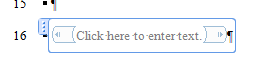 15 ▪ ¶
16 ▪ Click here to enter text. ¶